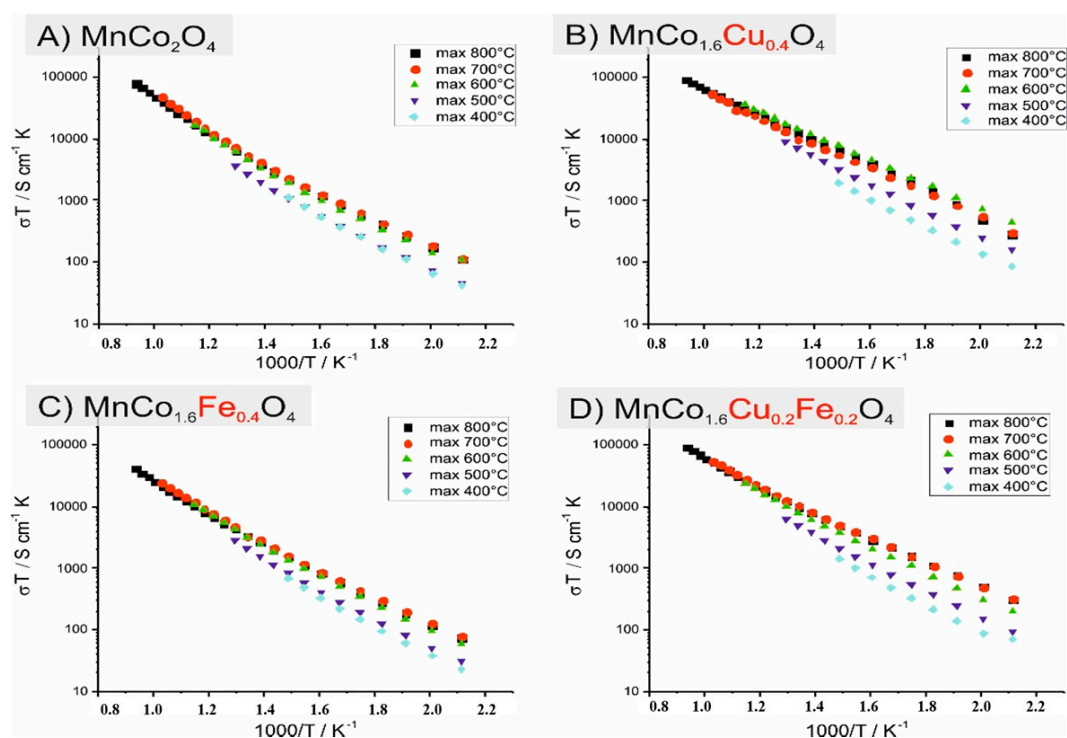 A) MnCo₂O₄
max 800°C
max 700°C
max 600°C
max 500°C
max 400°C
100000
10000
1000
100
10
σT / S cm⁻¹ K
0.8 1.0 1.2 1.4 1.6 1.8 2.0 2.2
1000/T / K⁻¹
B) MnCo₁.₆Cu₀.₄O₄
max 800°C
max 700°C
max 600°C
max 500°C
max 400°C
100000
10000
1000
100
10
σT / S cm⁻¹ K
0.8 1.0 1.2 1.4 1.6 1.8 2.0 2.2
1000/T / K⁻¹
C) MnCo₁.₆Fe₀.₄O₄
max 800°C
max 700°C
max 600°C
max 500°C
max 400°C
100000
10000
1000
100
10
σT / S cm⁻¹ K
0.8 1.0 1.2 1.4 1.6 1.8 2.0 2.2
1000/T / K⁻¹
D) MnCo₁.₆Cu₀.₂Fe₀.₂O₄
max 800°C
max 700°C
max 600°C
max 500°C
max 400°C
100000
10000
1000
100
10
σT / S cm⁻¹ K
0.8 1.0 1.2 1.4 1.6 1.8 2.0 2.2
1000/T / K⁻¹